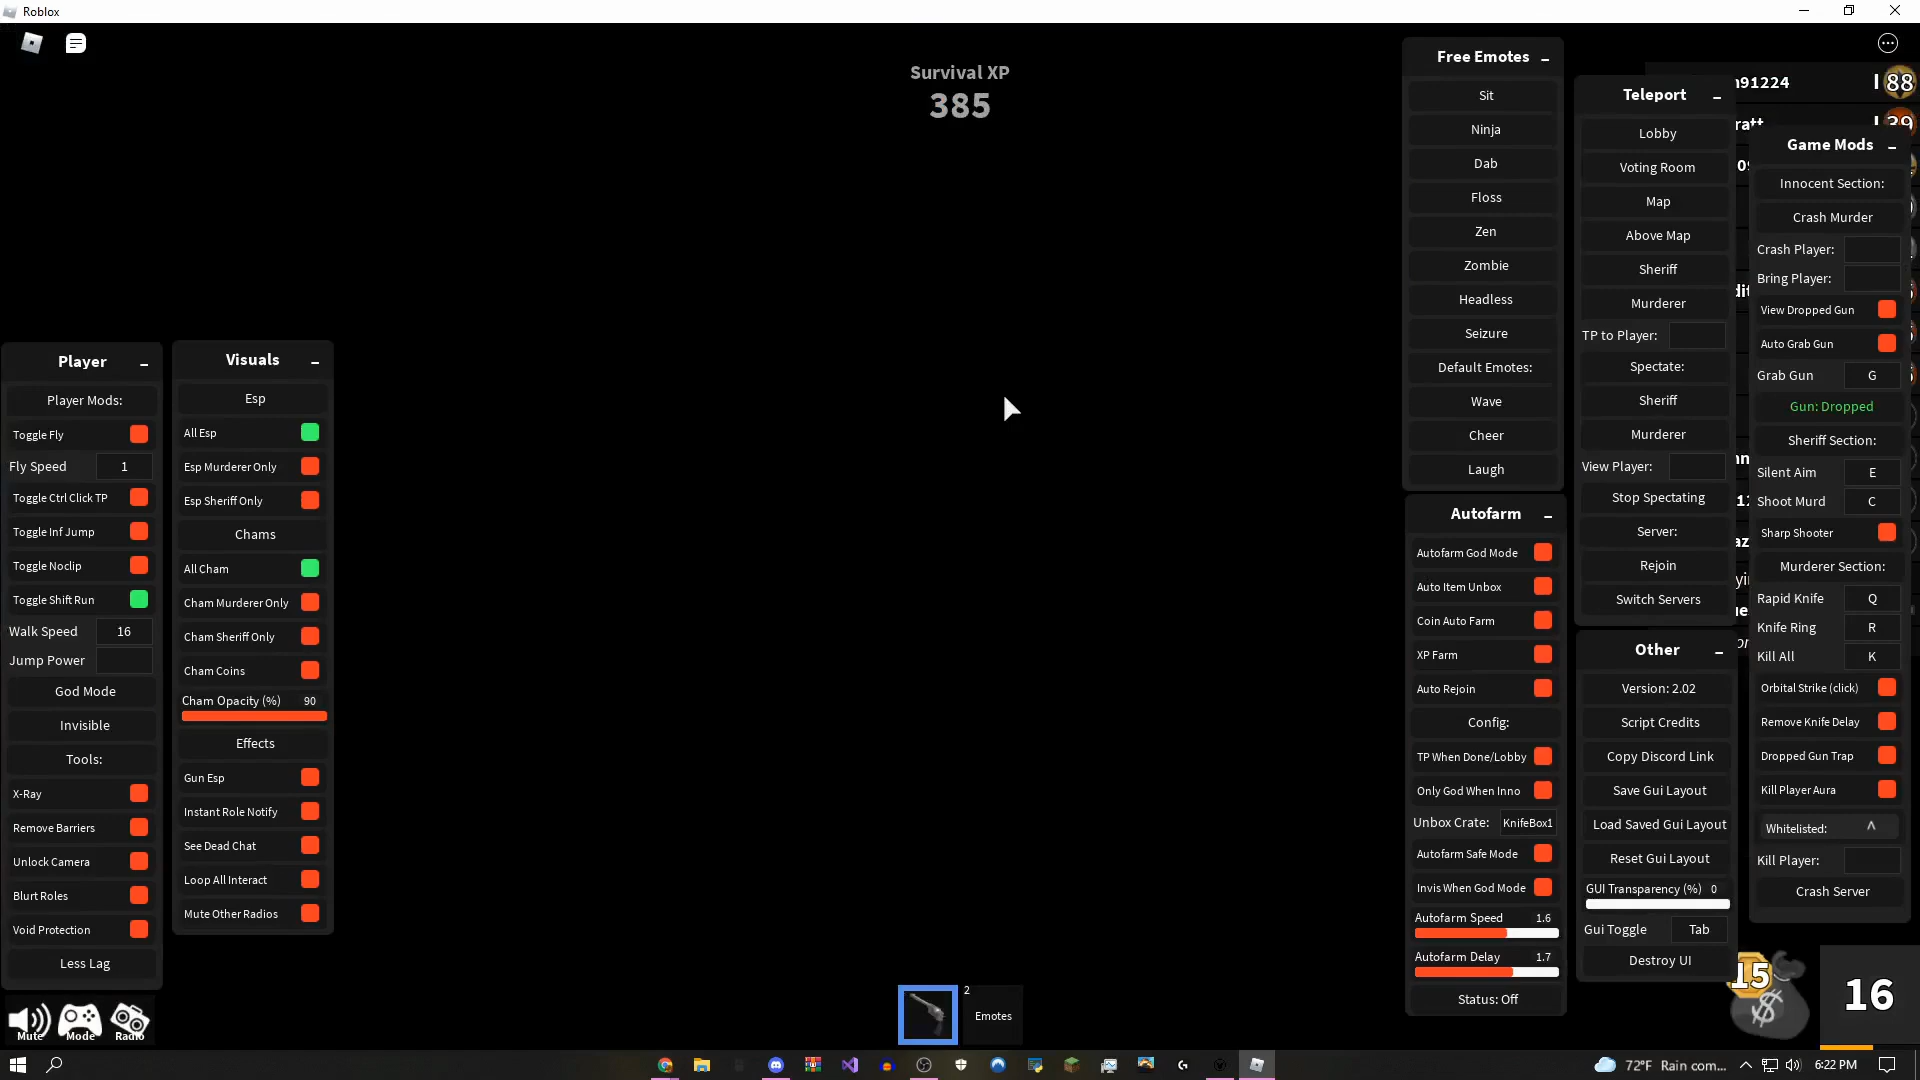 Roblox
Survival XP
385
Player
Player Mods:
Toggle Fly
Fly Speed 1
Toggle Ctrl Click TP
Toggle Inf Jump
Toggle Noclip
Toggle Shift Run
Walk Speed 16
Jump Power
God Mode
Invisible
Tools:
X-Ray
Remove Barriers
Unlock Camera
Blurt Roles
Void Protection
Less Lag
Mute
Mode
Radio
Visuals
Esp
All Esp
Esp Murderer Only
Esp Sheriff Only
Chams
All Cham
Cham Murderer Only
Cham Sheriff Only
Cham Coins
Cham Opacity (%) 90
Effects
Gun Esp
Instant Role Notify
See Dead Chat
Loop All Interact
Mute Other Radios
2
Emotes
Free Emotes
Sit
Ninja
Dab
Floss
Zen
Zombie
Headless
Seizure
Default Emotes:
Wave
Cheer
Laugh
Autofarm
Autofarm God Mode
Auto Item Unbox
Coin Auto Farm
XP Farm
Auto Rejoin
Config:
TP When Done/Lobby
Only God When Inno
Unbox Crate: KnifeBox1
Autofarm Safe Mode
Invis When God Mode
Autofarm Speed 1.6
Autofarm Delay 1.7
Status: Off
Teleport
Lobby
Voting Room
Map
Above Map
Sheriff
Murderer
TP to Player:
Spectate:
Sheriff
Murderer
View Player:
Stop Spectating
Server:
Rejoin
Switch Servers
Other
Version: 2.02
Script Credits
Copy Discord Link
Save Gui Layout
Load Saved Gui Layout
Reset Gui Layout
GUI Transparency (%) 0
Gui Toggle Tab
Destroy UI
91224
88
ratt
39
Game Mods
Innocent Section:
Crash Murder
Crash Player:
Bring Player:
View Dropped Gun
Auto Grab Gun
Grab Gun G
Gun: Dropped
Sheriff Section:
Silent Aim E
Shoot Murd C
Sharp Shooter
Murderer Section:
Rapid Knife Q
Knife Ring R
Kill All K
Orbital Strike (click)
Remove Knife Delay
Dropped Gun Trap
Kill Player Aura
Whitelisted: ^
Kill Player:
Crash Server
15
16
72°F Rain com...
6:22 PM